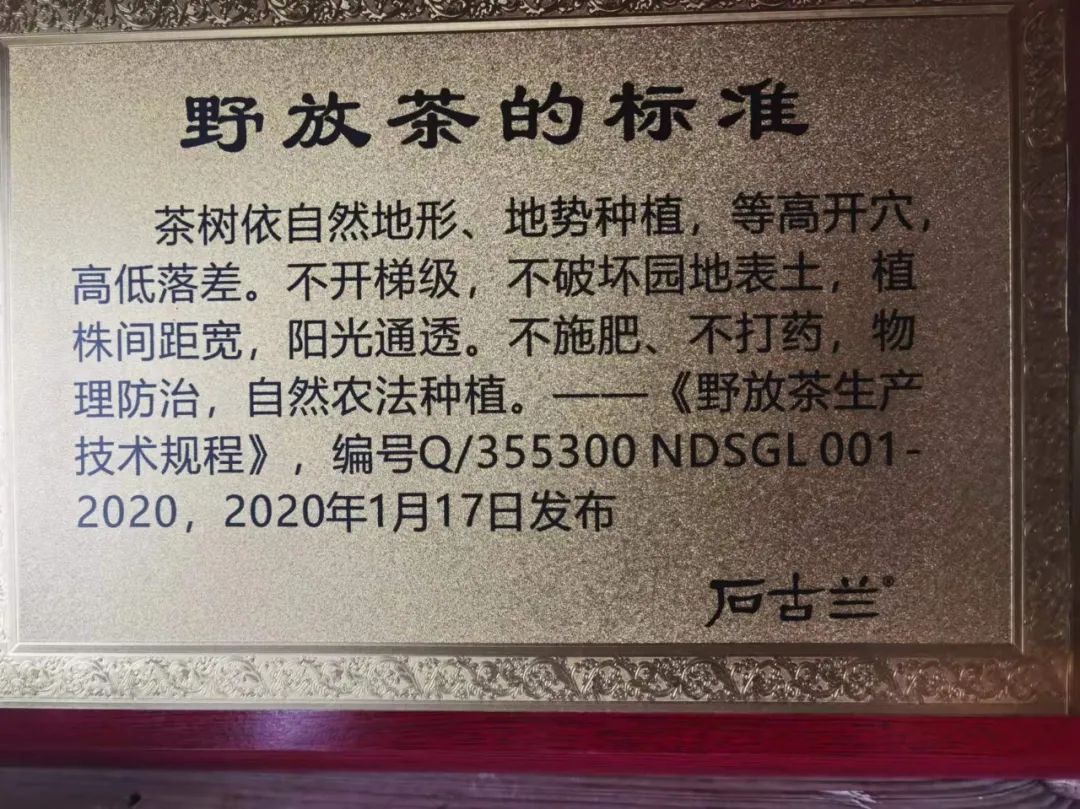 野放茶的标准
茶树依自然地形、地势种植，等高开穴，
高低落差。不开梯级，不破坏园地表土，植
株间距宽，阳光通透。不施肥、不打药，物
理防治，自然农法种植。——《野放茶生产
技术规程》，编号Q/355300 NDSGL 001-
2020，2020年1月17日发布
石古兰®